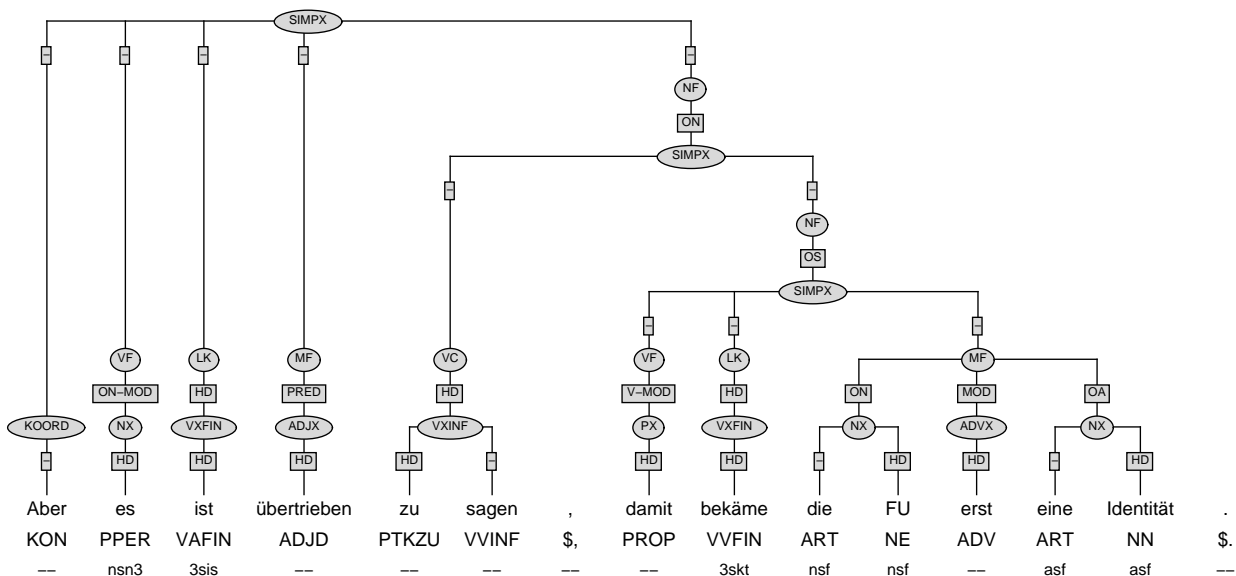 SIMPX
– – – – –
NF
ON
SIMPX
– –
NF
OS
SIMPX
– – –
VF LK MF VC VF LK MF
ON–MOD HD PRED HD V–MOD HD ON MOD OA
KOORD NX VXFIN ADJX VXINF PX VXFIN NX ADVX NX
– HD HD HD HD – HD HD – HD HD – HD
Aber es ist übertrieben zu sagen , damit bekäme die FU erst eine Identität .
KON PPER VAFIN ADJD PTKZU VVINF $, PROP VVFIN ART NE ADV ART NN $.
–– nsn3 3sis –– –– –– –– –– 3skt nsf nsf –– asf asf ––